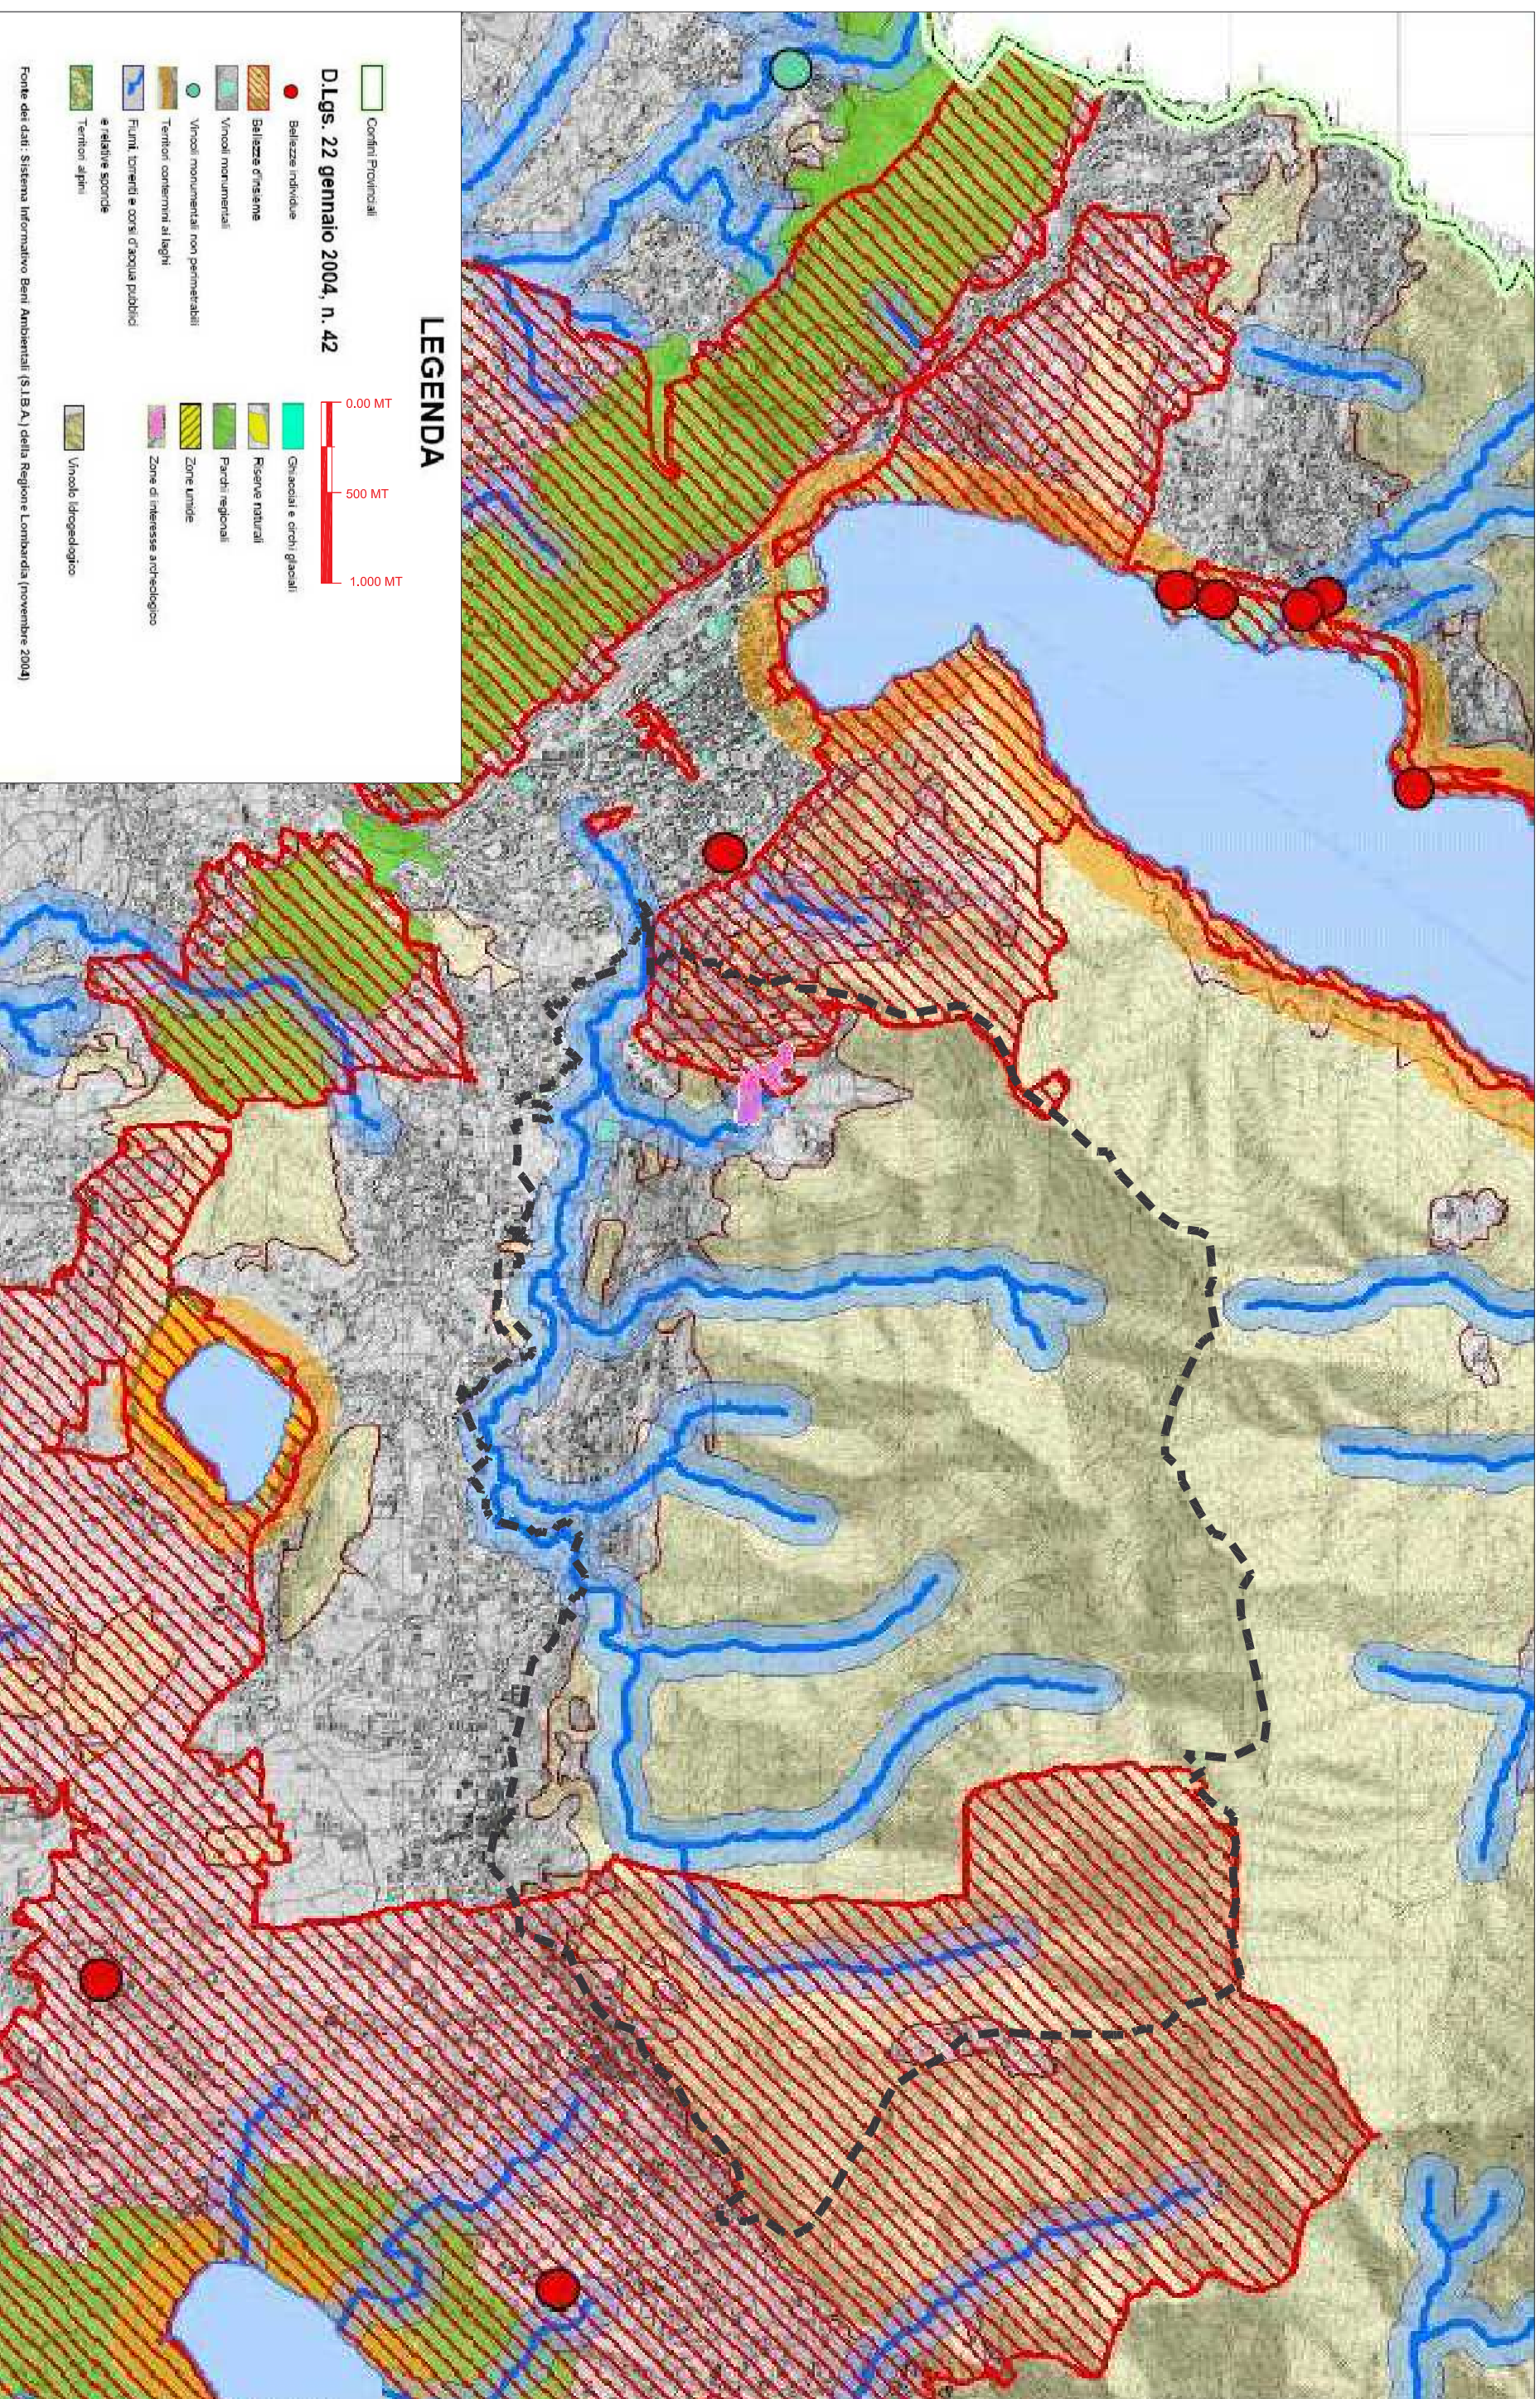 LEGENDA
Confini Provinciali
D.Lgs. 22 gennaio 2004, n. 42
Bellezze individue
Bellezze d'insieme
Vincoli monumentali
Vincoli monumentali non perimetrabili
Territori contermini ai laghi
Fiumi, torrenti e corsi d'acqua pubblici
e relative sponde
Territori alpini
0.00 MT
500 MT
1.000 MT
Ghiacciai e circhi glaciali
Riserve naturali
Parchi regionali
Zone umide
Zone di interesse archeologico
Vincolo Idrogeologico
Fonte dei dati: Sistema Informativo Beni Ambientali (S.I.B.A.) della Regione Lombardia (novembre 2004)